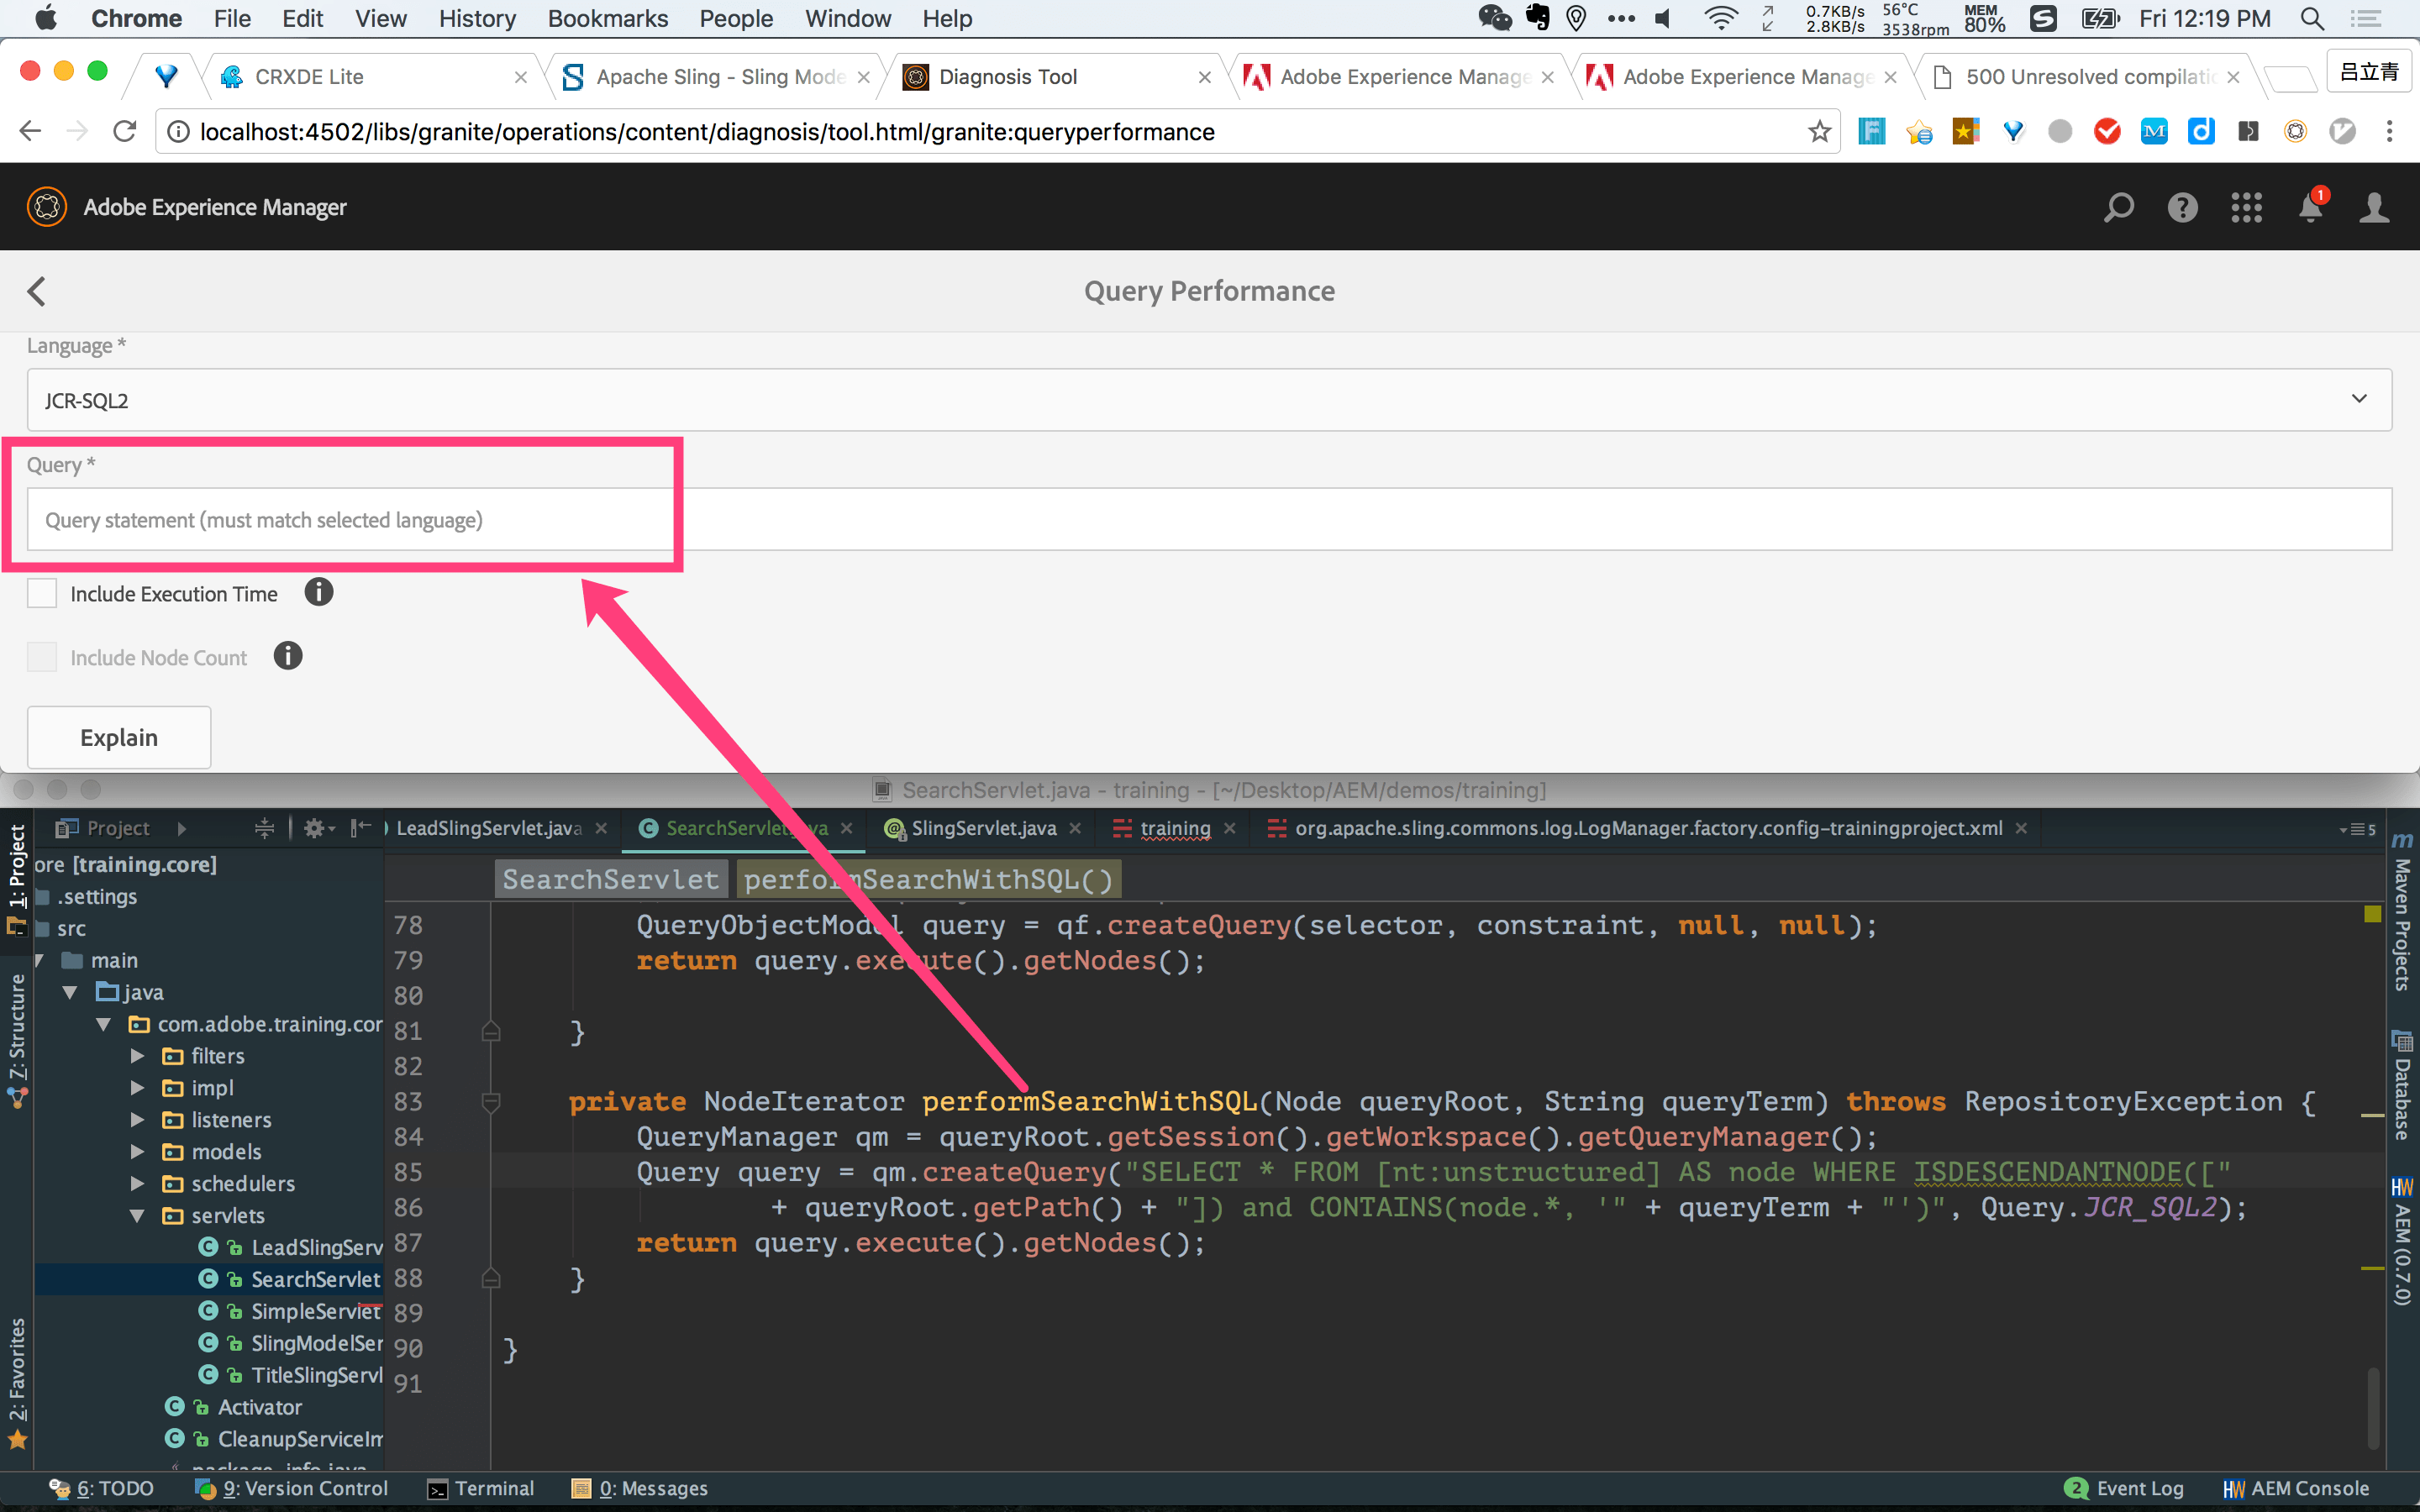 Chrome File Edit View History Bookmarks People Window Help 0.7KB/s 2.8KB/s 56°C 3538rpm MEM 80% Fri 12:19 PM
CRXDE Lite Apache Sling - Sling Mode Diagnosis Tool Adobe Experience Manage Adobe Experience Manage 500 Unresolved compilatio 吕立青
localhost:4502/libs/granite/operations/content/diagnosis/tool.html/granite:queryperformance
Adobe Experience Manager 1
Query Performance
Language *
JCR-SQL2
Query *
Query statement (must match selected language)
Include Execution Time
Include Node Count
Explain
SearchServlet.java - training - [~/Desktop/AEM/demos/training]
Project LeadSlingServlet.java SearchServlet.java SlingServlet.java training org.apache.sling.commons.log.LogManager.factory.config-trainingproject.xml 5
1: Project
7: Structure
2: Favorites
ore [training.core]
.settings
src
main
java
com.adobe.training.cor
filters
impl
listeners
models
schedulers
servlets
LeadSlingServ
SearchServlet
SimpleServlet
SlingModelSer
TitleSlingServl
Activator
CleanupServiceIm
package-info.java
SearchServlet performSearchWithSQL()
78 QueryObjectModel query = qf.createQuery(selector, constraint, null, null);
79 return query.execute().getNodes();
80
81 }
82
83 private NodeIterator performSearchWithSQL(Node queryRoot, String queryTerm) throws RepositoryException {
84 QueryManager qm = queryRoot.getSession().getWorkspace().getQueryManager();
85 Query query = qm.createQuery("SELECT * FROM [nt:unstructured] AS node WHERE ISDESCENDANTNODE(["
86 + queryRoot.getPath() + "]) and CONTAINS(node.*, '" + queryTerm + "')", Query.JCR_SQL2);
87 return query.execute().getNodes();
88 }
89
90 }
91
Maven Projects
Database
AEM (0.7.0)
6: TODO 9: Version Control Terminal 0: Messages 2 Event Log AEM Console